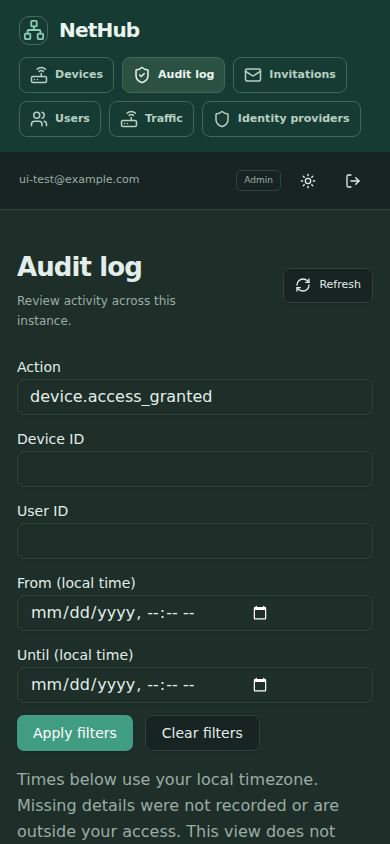 NetHub
Devices
Audit log
Invitations
Users
Traffic
Identity providers
ui-test@example.com
Admin
Audit log
Review activity across this
instance.
Refresh
Action
device.access_granted
Device ID
User ID
From (local time)
mm/dd/yyyy, --:-- --
Until (local time)
mm/dd/yyyy, --:-- --
Apply filters
Clear filters
Times below use your local timezone.
Missing details were not recorded or are
outside your access. This view does not